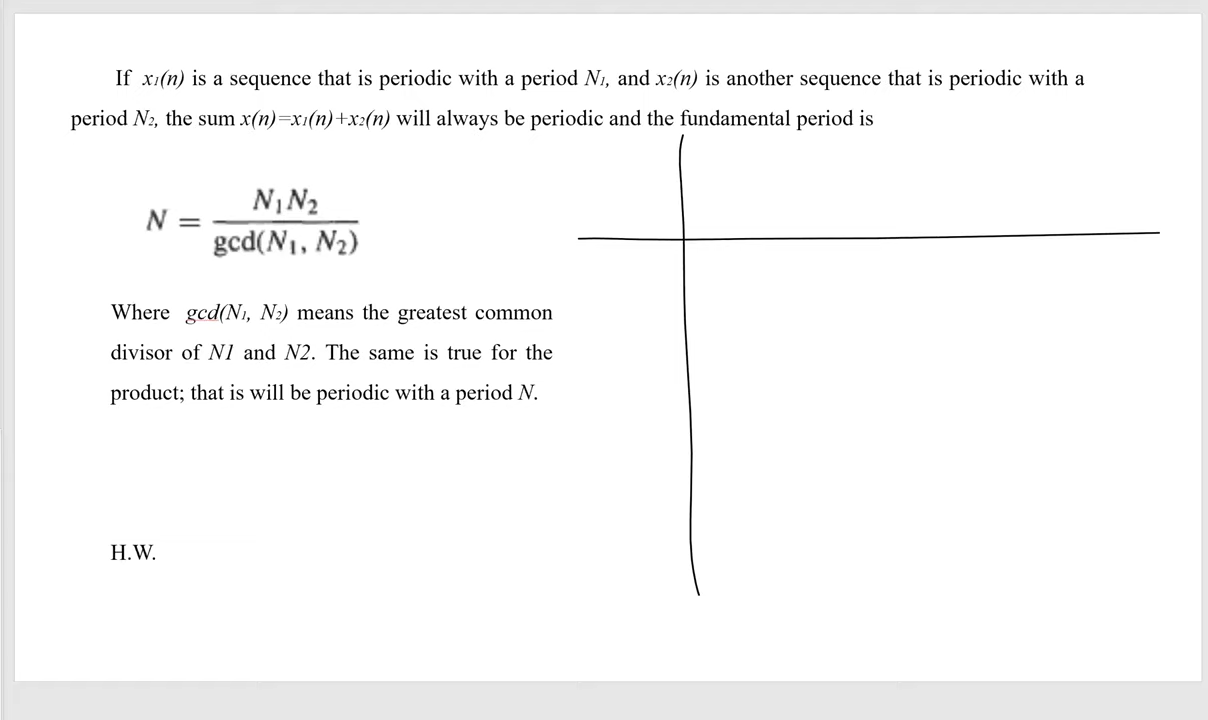 If x1(n) is a sequence that is periodic with a period N1, and x2(n) is another sequence that is periodic with a
period N2, the sum x(n)=x1(n)+x2(n) will always be periodic and the fundamental period is
N = N1N2 / gcd(N1, N2)
Where gcd(N1, N2) means the greatest common
divisor of N1 and N2. The same is true for the
product; that is will be periodic with a period N.
H.W.